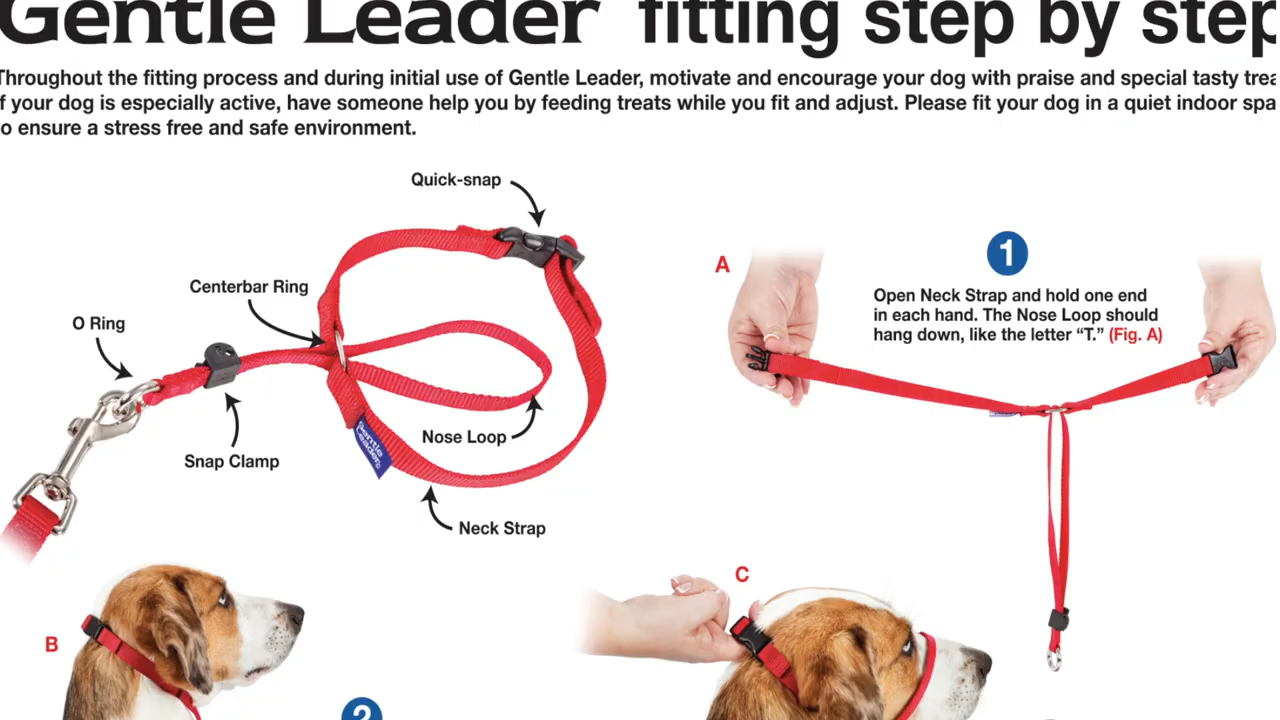 Gentle Leader fitting step by step
Throughout the fitting process and during initial use of Gentle Leader, motivate and encourage your dog with praise and special tasty
If your dog is especially active, have someone help you by feeding treats while you fit and adjust. Please fit your dog in a quiet indoor
to ensure a stress free and safe environment.
Quick-snap
Centerbar Ring
O Ring
Snap Clamp
Nose Loop
Neck Strap
Gentle
Leader
A
1
Open Neck Strap and hold one end
in each hand. The Nose Loop should
hang down, like the letter “T.” (Fig. A)
B
C
2